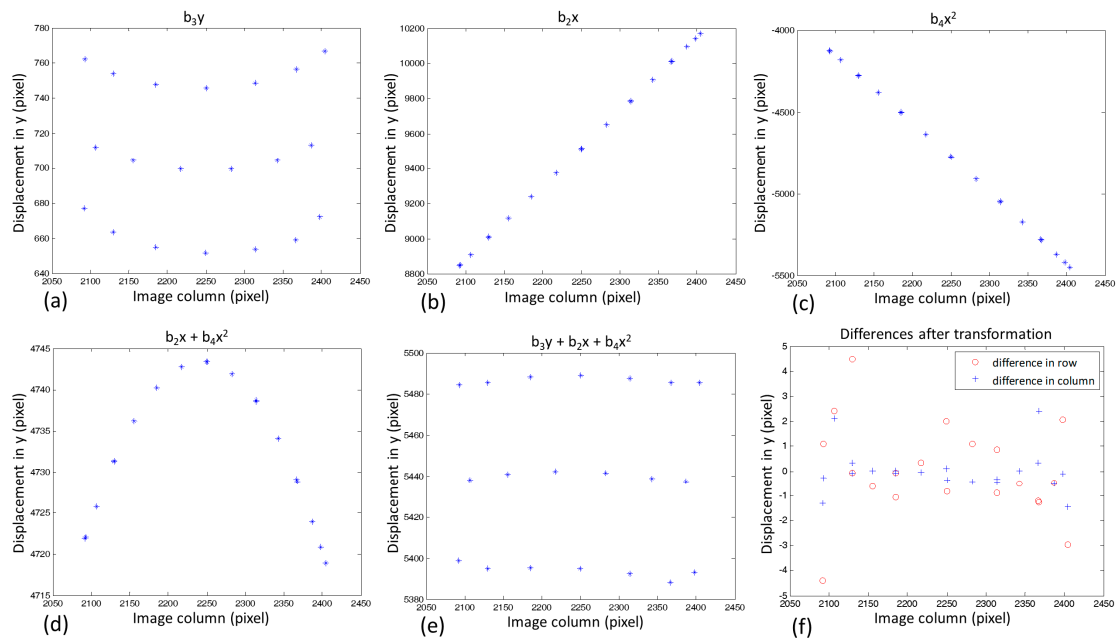 b₃y
780
760
740
720
700
680
660
640
2050 2100 2150 2200 2250 2300 2350 2400 2450
Displacement in y (pixel)
Image column (pixel)
(a)
b₂x
10200
10000
9800
9600
9400
9200
9000
8800
2050 2100 2150 2200 2250 2300 2350 2400 2450
Displacement in y (pixel)
Image column (pixel)
(b)
b₄x²
-4000
-4500
-5000
-5500
2050 2100 2150 2200 2250 2300 2350 2400 2450
Displacement in y (pixel)
Image column (pixel)
(c)
b₂x + b₄x²
4745
4740
4735
4730
4725
4720
4715
2050 2100 2150 2200 2250 2300 2350 2400 2450
Displacement in y (pixel)
Image column (pixel)
(d)
b₃y + b₂x + b₄x²
5500
5480
5460
5440
5420
5400
5380
2050 2100 2150 2200 2250 2300 2350 2400 2450
Displacement in y (pixel)
Image column (pixel)
(e)
Differences after transformation
difference in row
difference in column
5
4
3
2
1
0
-1
-2
-3
-4
-5
2050 2100 2150 2200 2250 2300 2350 2400 2450
Displacement in y (pixel)
Image column (pixel)
(f)